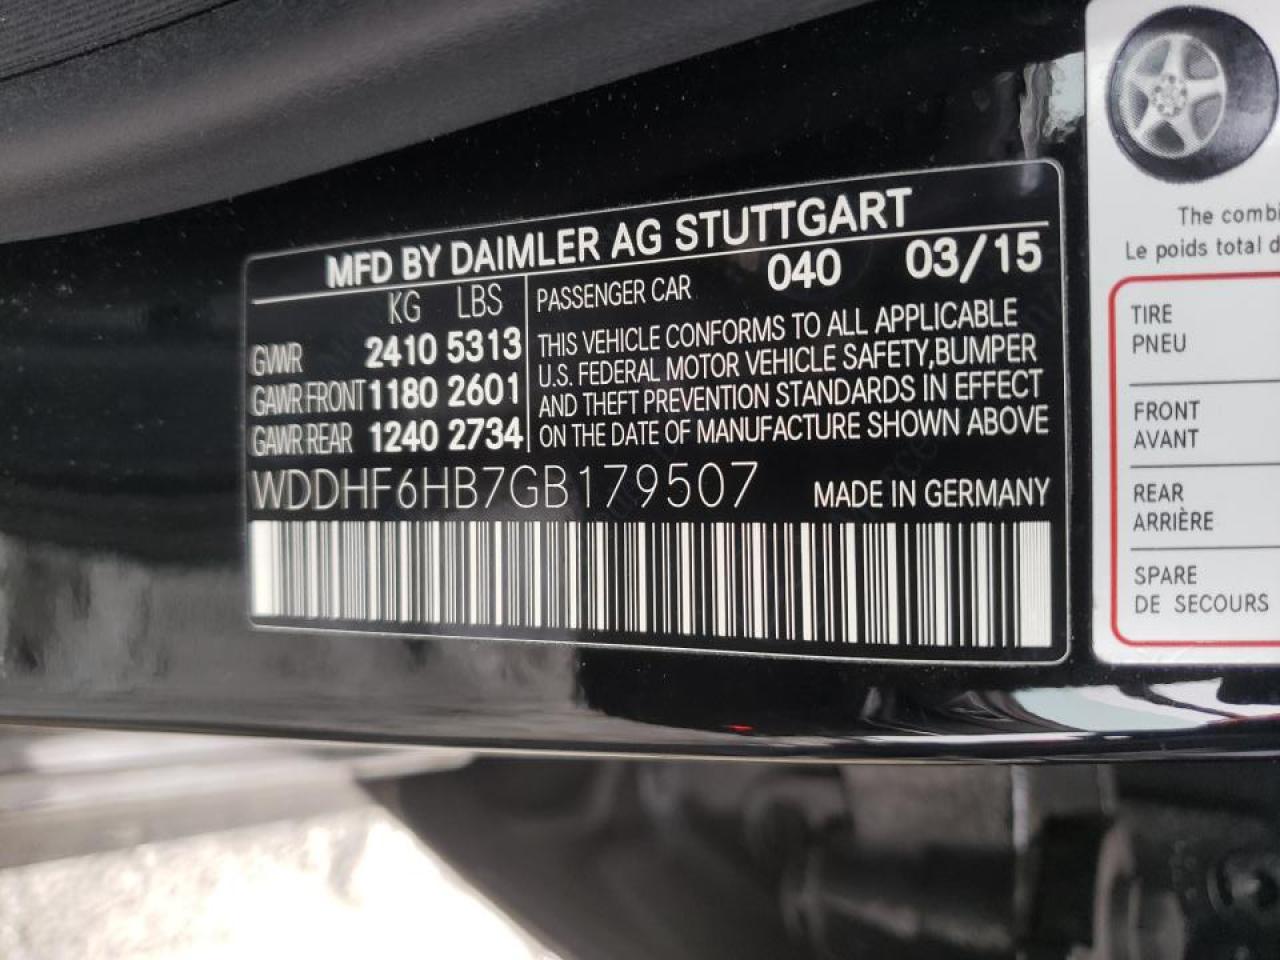 MFD BY DAIMLER AG STUTTGART
KG LBS
GVWR 2410 5313
GAWR FRONT 1180 2601
GAWR REAR 1240 2734
PASSENGER CAR 040 03/15
THIS VEHICLE CONFORMS TO ALL APPLICABLE
U.S. FEDERAL MOTOR VEHICLE SAFETY,BUMPER
AND THEFT PREVENTION STANDARDS IN EFFECT
ON THE DATE OF MANUFACTURE SHOWN ABOVE
WDDHF6HB7GB179507 MADE IN GERMANY
The combi
Le poids total d
TIRE
PNEU
FRONT
AVANT
REAR
ARRIÈRE
SPARE
DE SECOURS